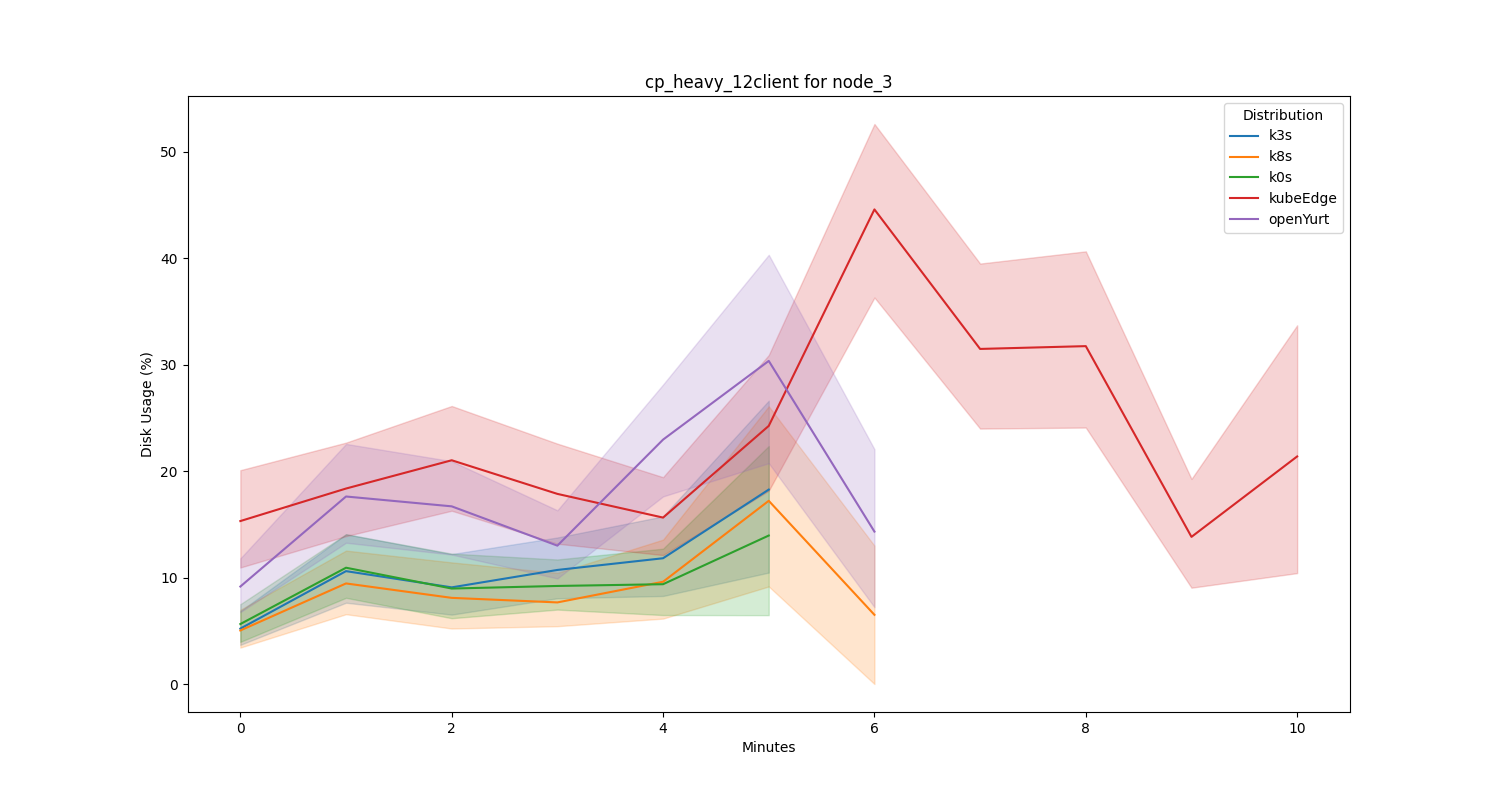 cp_heavy_12client for node_3
Distribution
k3s
k8s
k0s
kubeEdge
openYurt
Disk Usage (%)
50
40
30
20
10
0
0 2 4 6 8 10
Minutes